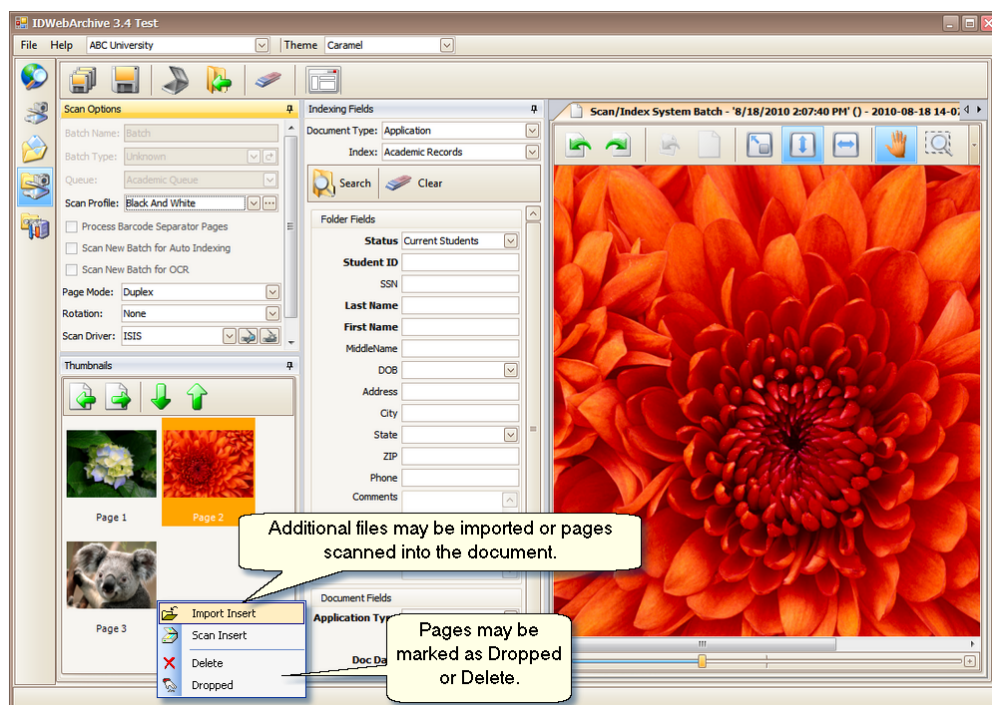 IDWebArchive 3.4 Test
File Help ABC University Theme Caramel
Scan Options
Batch Name: Batch
Batch Type: Unknown
Queue: Academic Queue
Scan Profile: Black And White
Process Barcode Separator Pages
Scan New Batch for Auto Indexing
Scan New Batch for OCR
Page Mode: Duplex
Rotation: None
Scan Driver: ISIS
Thumbnails
Page 1
Page 2
Page 3
Indexing Fields
Document Type: Application
Index: Academic Records
Search Clear
Folder Fields
Status Current Students
Student ID
SSN
Last Name
First Name
MiddleName
DOB
Address
City
State
ZIP
Phone
Comments
Document Fields
Application Ty
Doc Da
Scan/Index System Batch - '8/18/2010 2:07:40 PM' () - 2010-08-18 14-0
Additional files may be imported or pages
scanned into the document.
Import Insert
Scan Insert
Delete
Dropped
Pages may be
marked as Dropped
or Delete.